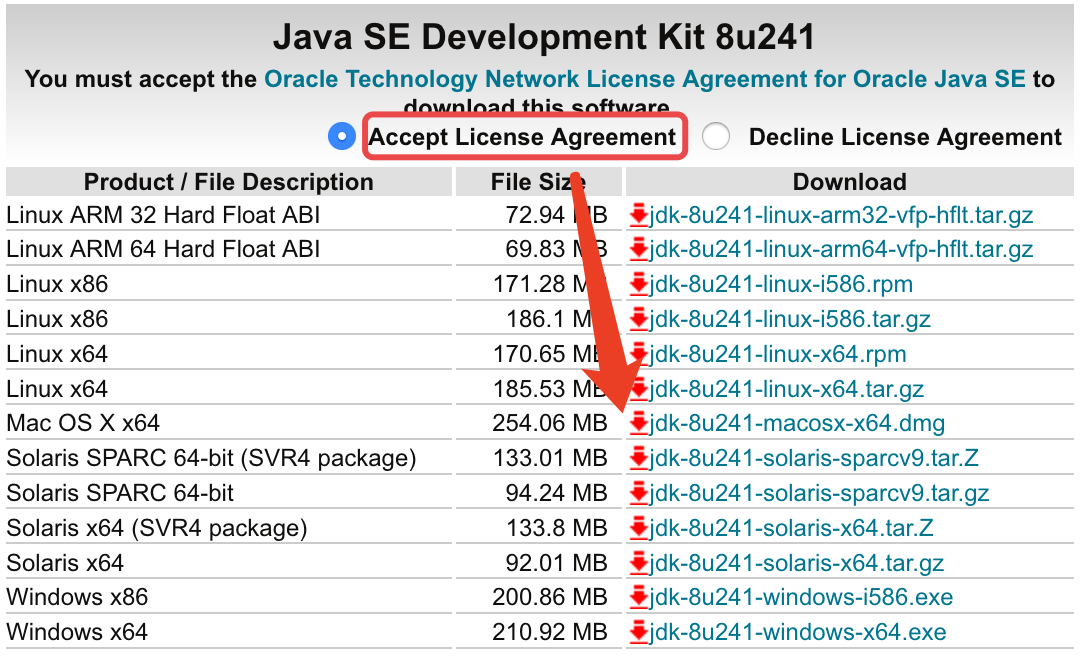 Java SE Development Kit 8u241
You must accept the Oracle Technology Network License Agreement for Oracle Java SE to
download this software.
Accept License Agreement Decline License Agreement
Product / File Description File Size Download
Linux ARM 32 Hard Float ABI 72.94 MB jdk-8u241-linux-arm32-vfp-hflt.tar.gz
Linux ARM 64 Hard Float ABI 69.83 MB jdk-8u241-linux-arm64-vfp-hflt.tar.gz
Linux x86 171.28 MB jdk-8u241-linux-i586.rpm
Linux x86 186.1 MB jdk-8u241-linux-i586.tar.gz
Linux x64 170.65 MB jdk-8u241-linux-x64.rpm
Linux x64 185.53 MB jdk-8u241-linux-x64.tar.gz
Mac OS X x64 254.06 MB jdk-8u241-macosx-x64.dmg
Solaris SPARC 64-bit (SVR4 package) 133.01 MB jdk-8u241-solaris-sparcv9.tar.Z
Solaris SPARC 64-bit 94.24 MB jdk-8u241-solaris-sparcv9.tar.gz
Solaris x64 (SVR4 package) 133.8 MB jdk-8u241-solaris-x64.tar.Z
Solaris x64 92.01 MB jdk-8u241-solaris-x64.tar.gz
Windows x86 200.86 MB jdk-8u241-windows-i586.exe
Windows x64 210.92 MB jdk-8u241-windows-x64.exe